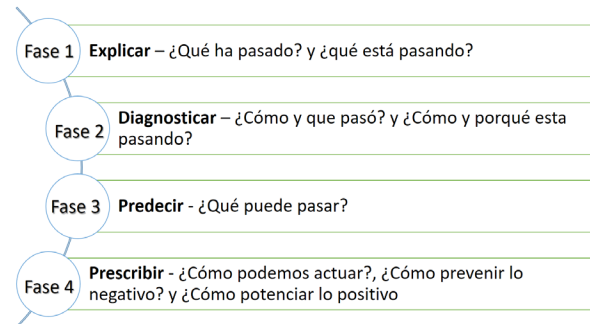 Fase 1
Explicar – ¿Qué ha pasado? y ¿qué está pasando?
Fase 2
Diagnosticar – ¿Cómo y que pasó? y ¿Cómo y porqué esta
pasando?
Fase 3
Predecir - ¿Qué puede pasar?
Fase 4
Prescribir - ¿Cómo podemos actuar?, ¿Cómo prevenir lo
negativo? y ¿Cómo potenciar lo positivo